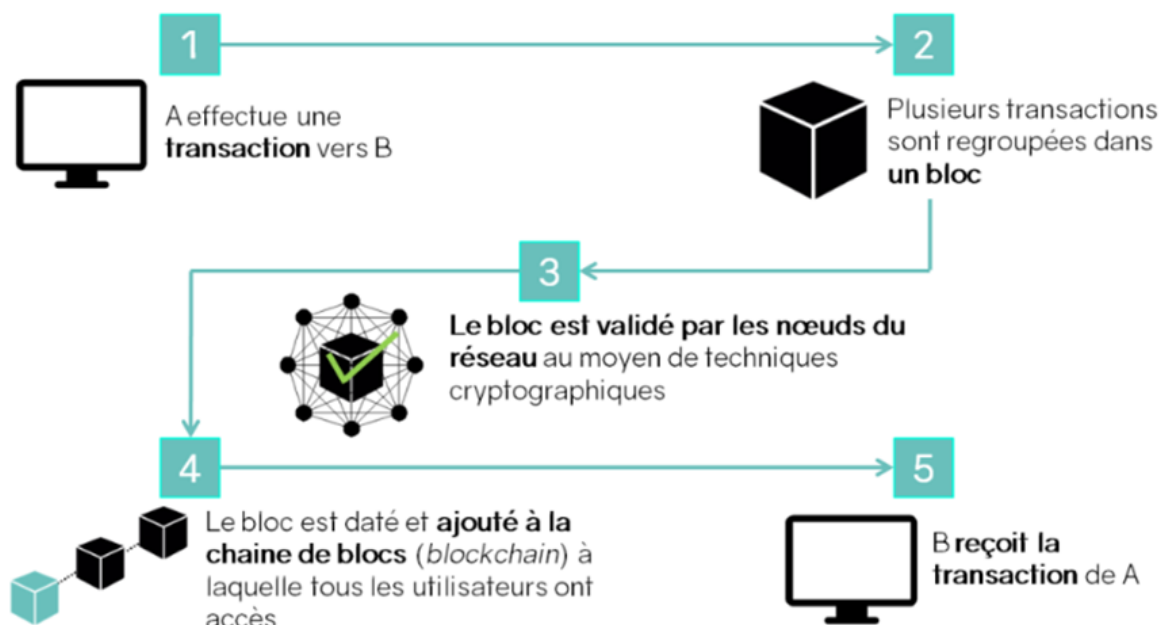 1
A effectue une
transaction vers B
2
Plusieurs transactions
sont regroupées dans
un bloc
3
Le bloc est validé par les nœuds du
réseau au moyen de techniques
cryptographiques
4
Le bloc est daté et ajouté à la
chaine de blocs (blockchain) à
laquelle tous les utilisateurs ont
accès
5
B reçoit la
transaction de A